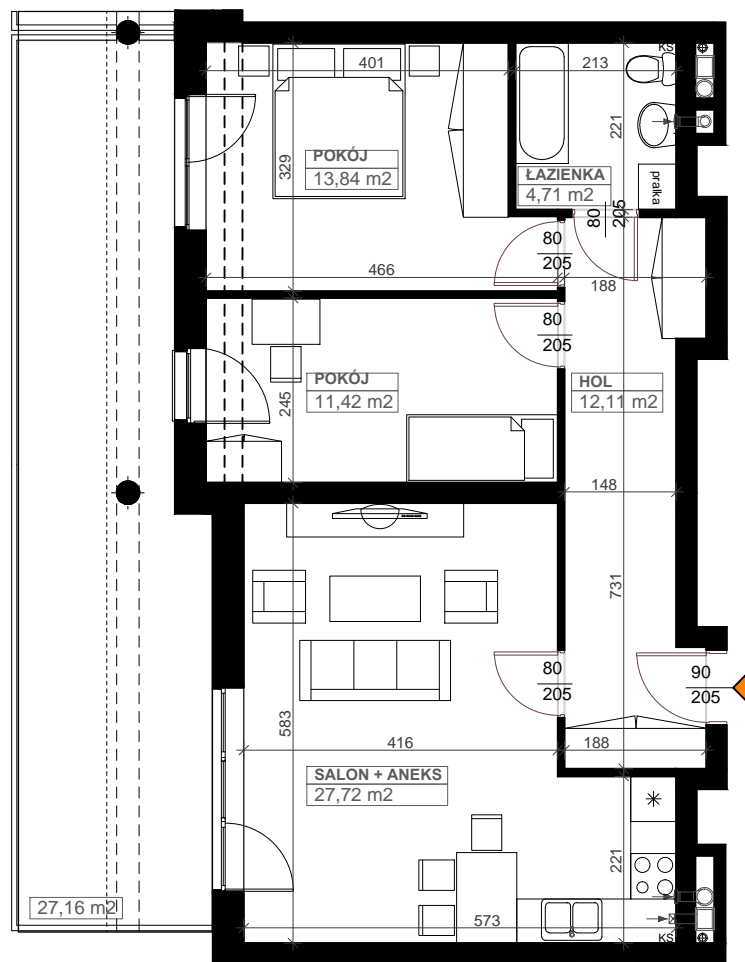 KS
401
213
221
POKÓJ
13,84 m2
329
ŁAZIENKA
4,71 m2
pralka
80
205
80
205
466
188
80
205
POKÓJ
11,42 m2
HOL
12,11 m2
245
148
731
80
205
90
205
583
416
188
SALON + ANEKS
27,72 m2
221
27,16 m2
573
KS